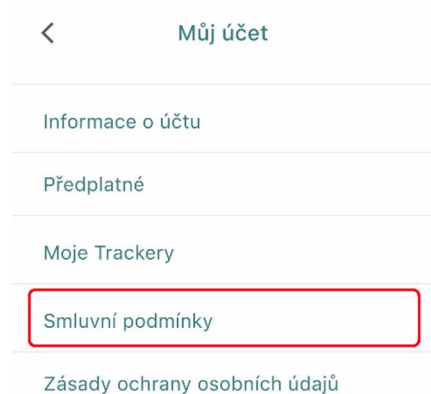 Můj účet
Informace o účtu
Předplatné
Moje Trackery
Smluvní podmínky
Zásady ochrany osobních údajů